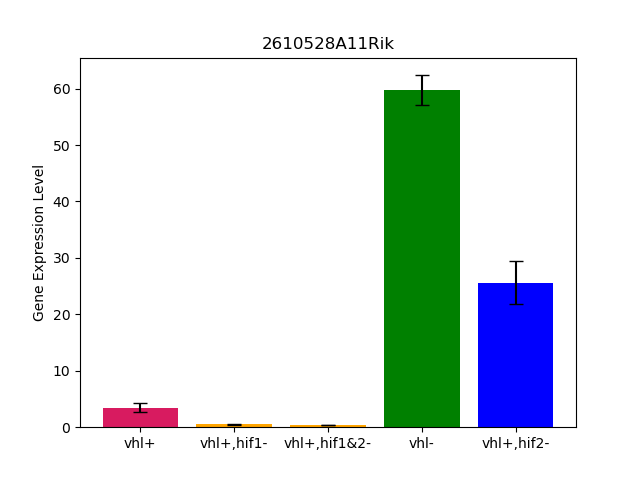 2610528A11Rik
Gene Expression Level
60
50
40
30
20
10
0
vhl+
vhl+,hif1-
vhl+,hif1&2-
vhl-
vhl+,hif2-